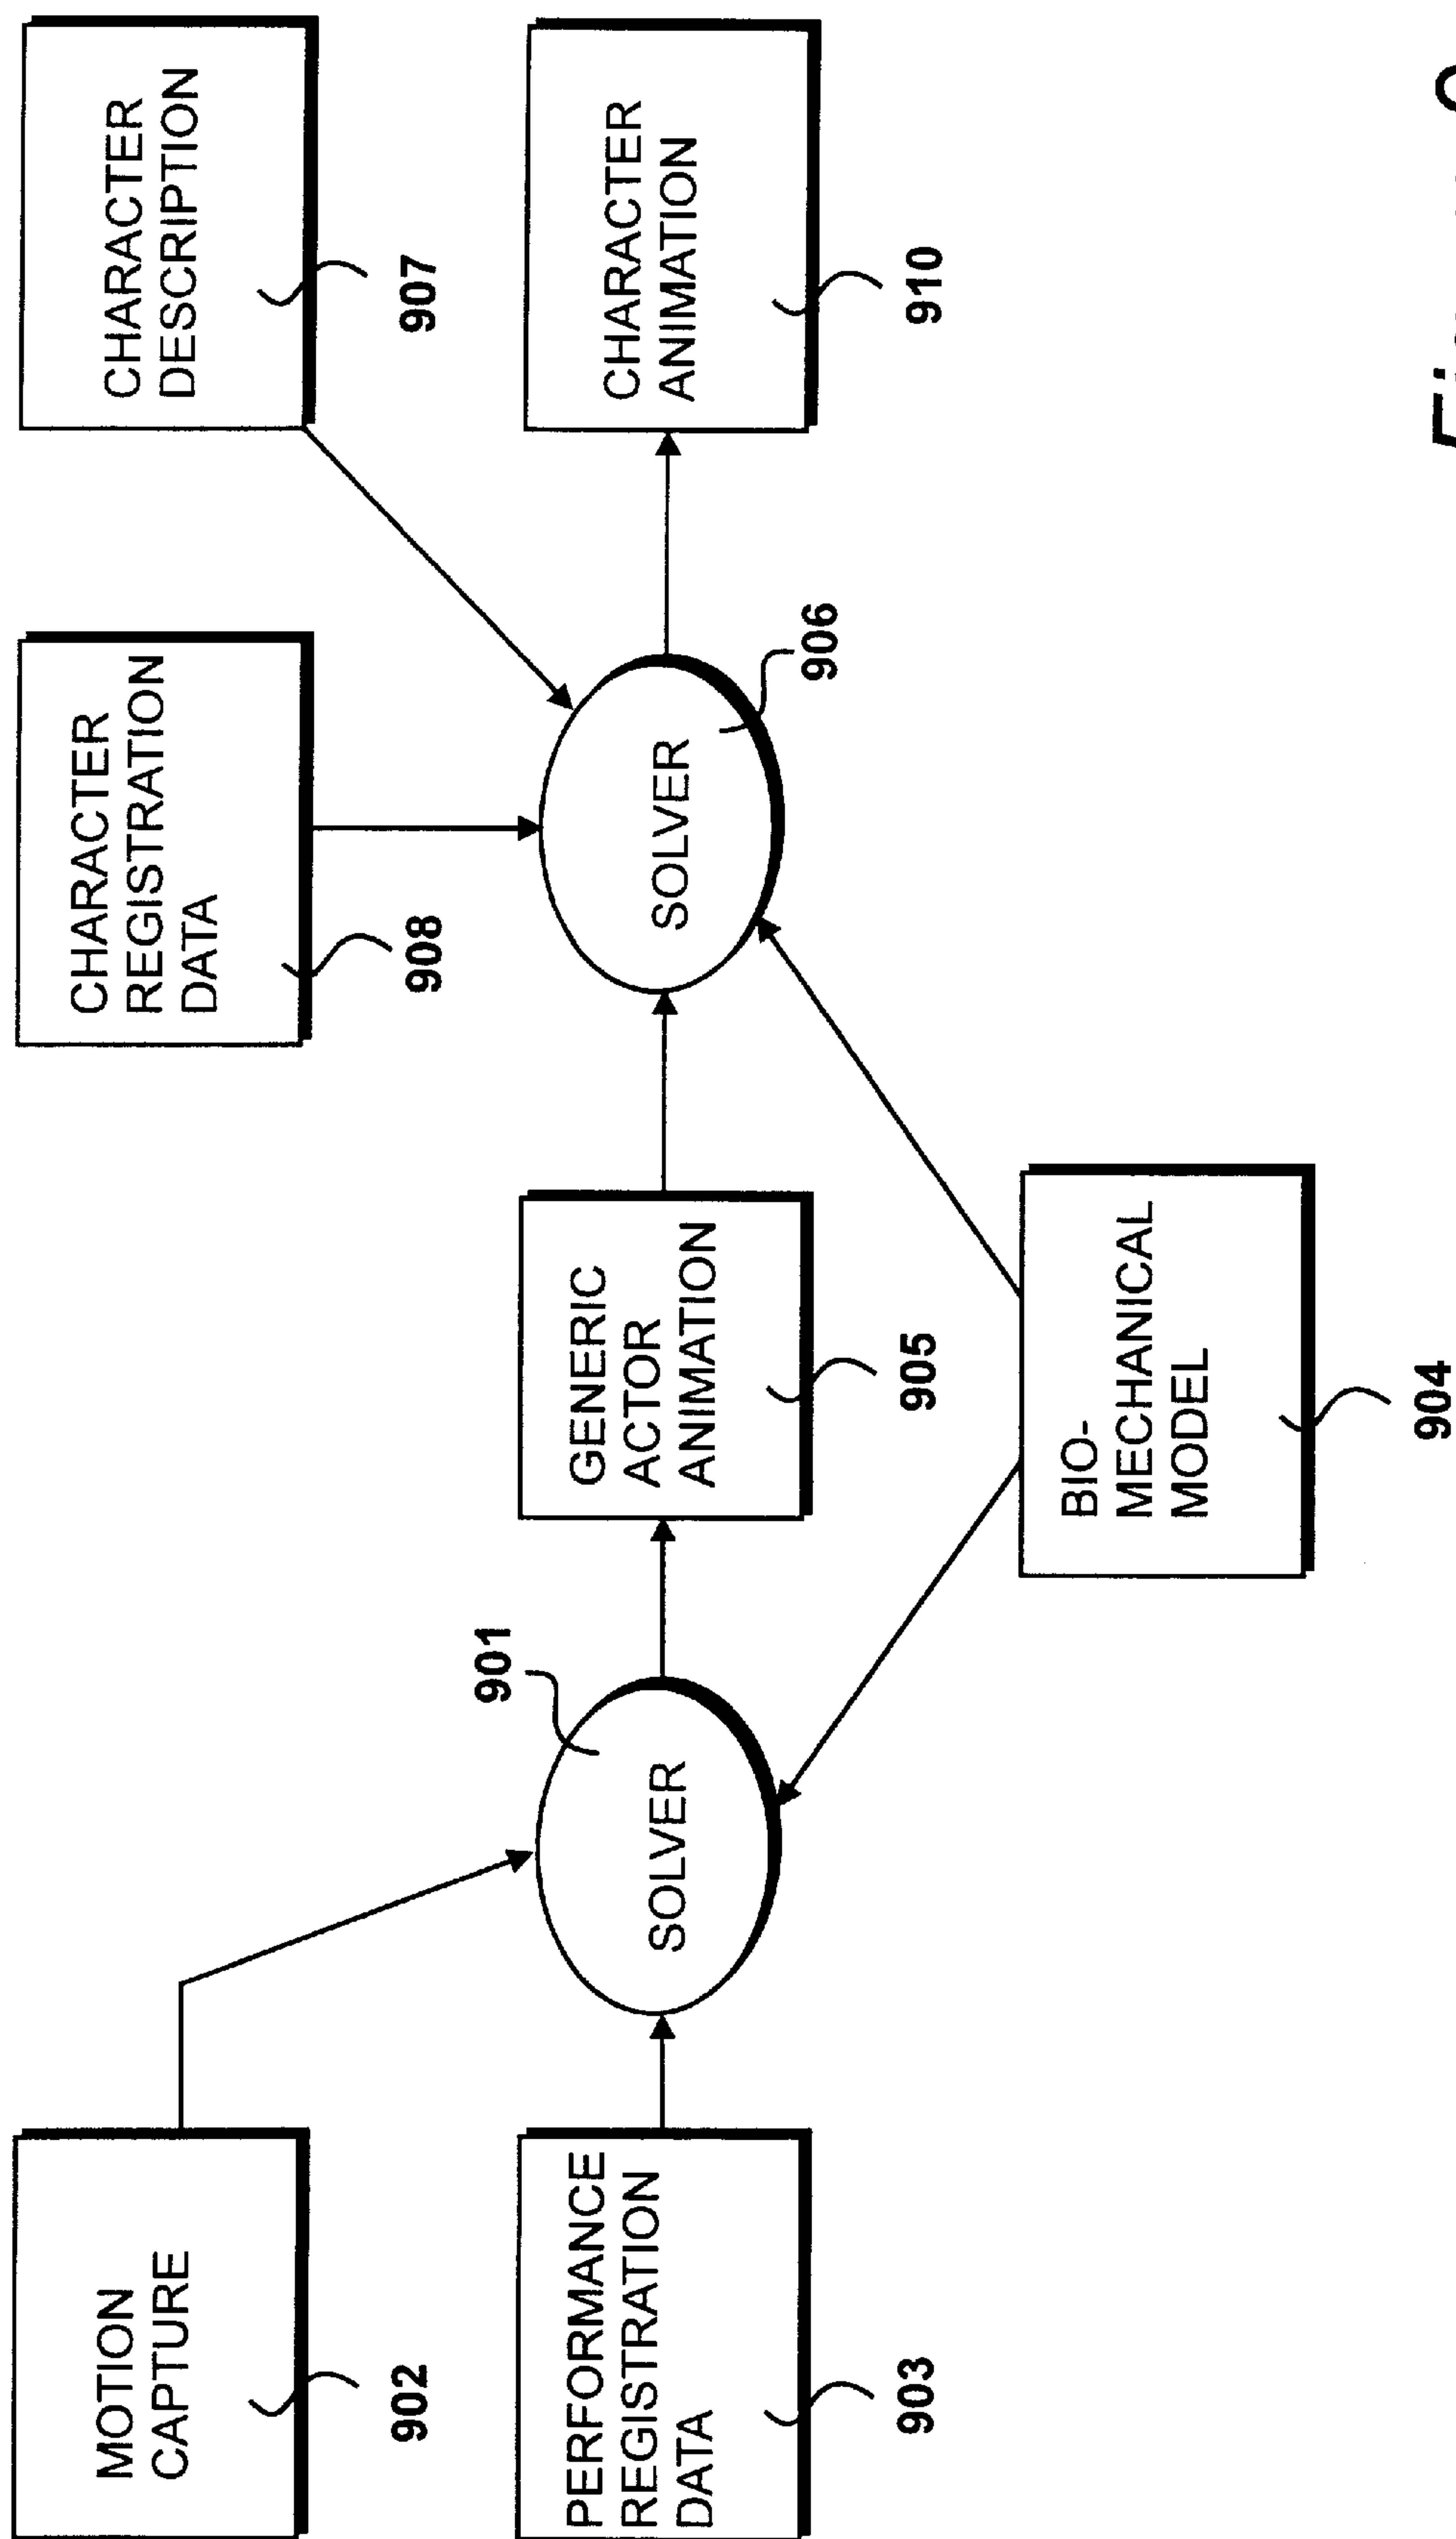 MOTION
CAPTURE
902
PERFORMANCE
REGISTRATION
DATA
903
SOLVER
901
GENERIC
ACTOR
ANIMATION
905
BIO-
MECHANICAL
MODEL
904
CHARACTER
REGISTRATION
DATA
908
SOLVER
906
CHARACTER
DESCRIPTION
907
CHARACTER
ANIMATION
910